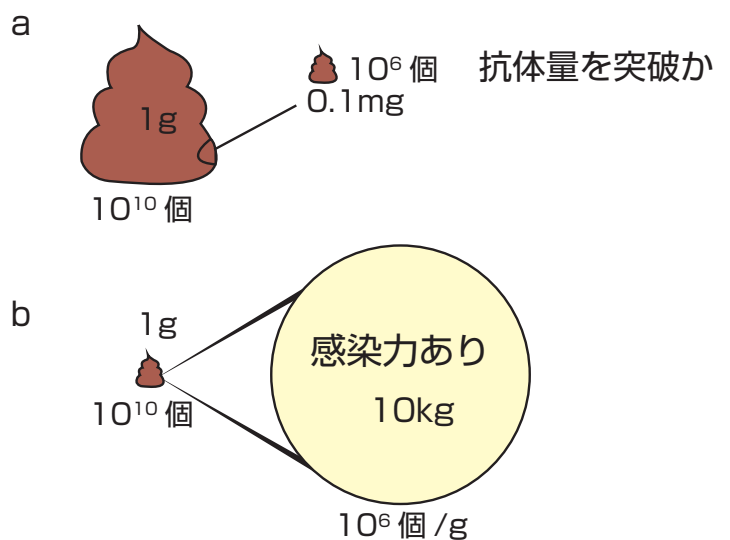 a
10⁶ 個 抗体量を突破か
0.1mg
1g
10¹⁰ 個
b
1g
10¹⁰ 個
感染力あり
10kg
10⁶ 個 /g